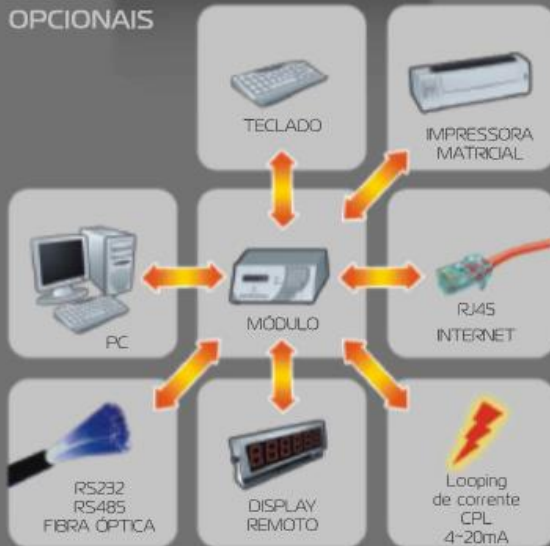 OPCIONAIS
TECLADO
IMPRESSORA
MATRICIAL
PC
MÓDULO
RJ45
INTERNET
RS232
RS485
FIBRA ÓPTICA
DISPLAY
REMOTO
Looping
de corrente
CPL
4~20mA